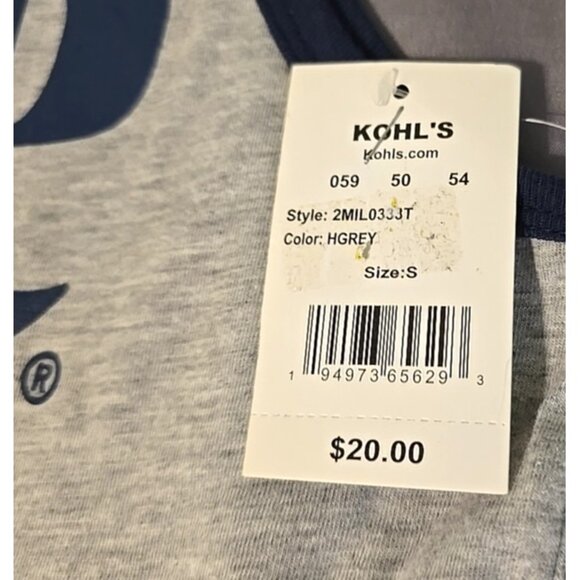 KOHL'S
Kohls.com
059 50 54
Style: 2MIL0333T
Color: HGREY
Size:S
1 94973 65629 3
$20.00
®